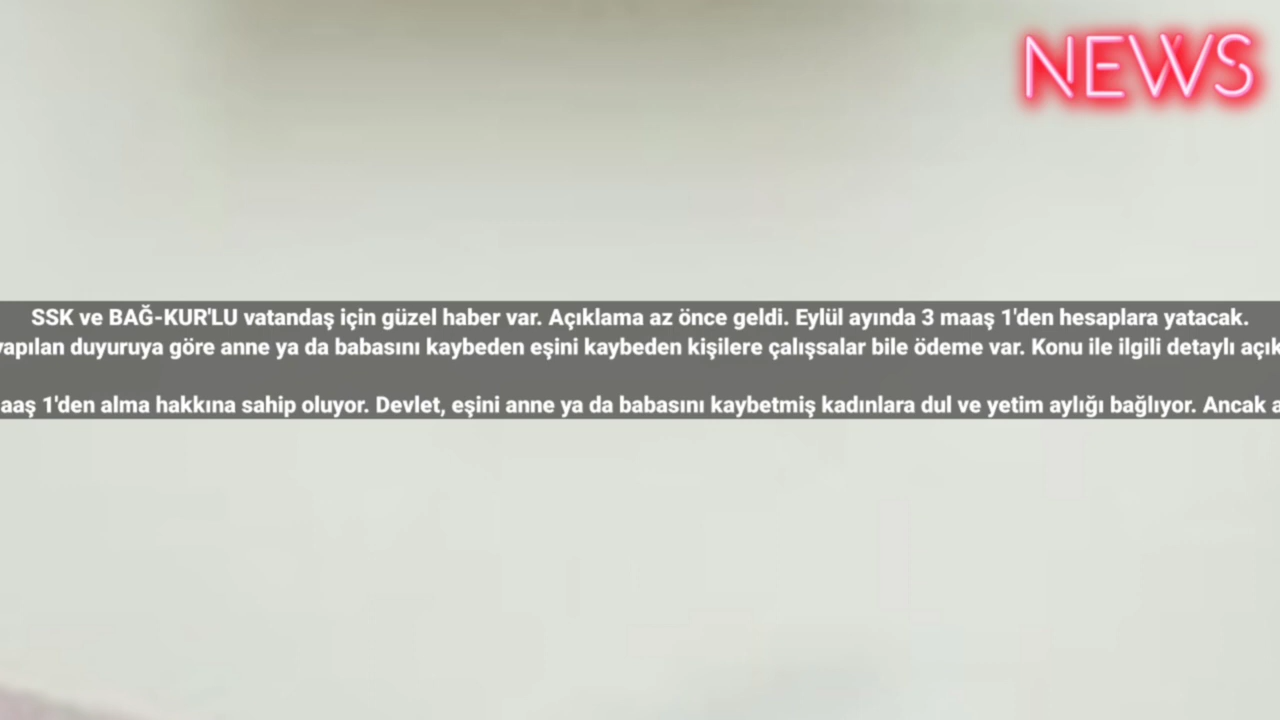 NEWS
SSK ve BAĞ-KUR'LU vatandaş için güzel haber var. Açıklama az önce geldi. Eylül ayında 3 maaş 1'den hesaplara yatacak.
yapılan duyuruya göre anne ya da babasını kaybeden eşini kaybeden kişilere çalışsalar bile ödeme var. Konu ile ilgili detaylı açık
aaş 1'den alma hakkına sahip oluyor. Devlet, eşini anne ya da babasını kaybetmiş kadınlara dul ve yetim aylığı bağlıyor. Ancak a